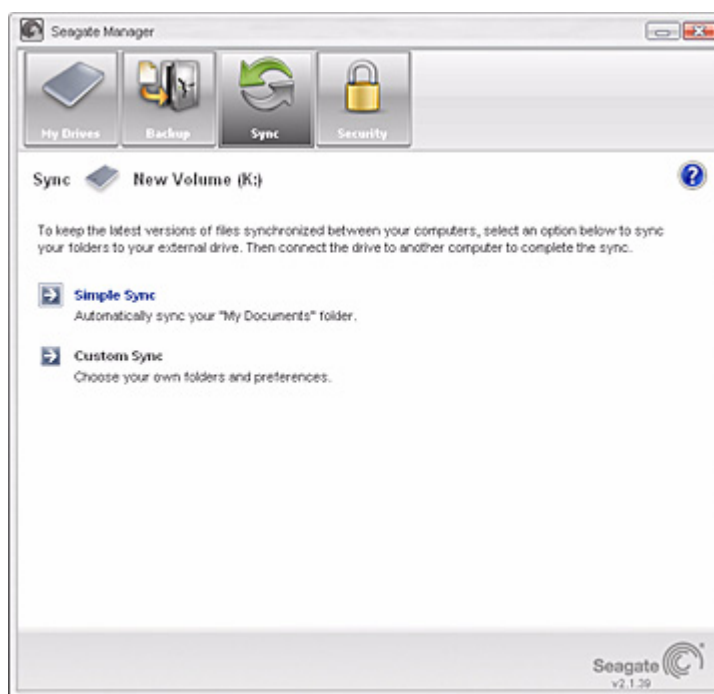 Seagate Manager
My Drives Backup Sync Security
Sync New Volume (K:)
To keep the latest versions of files synchronized between your computers, select an option below to sync
your folders to your external drive. Then connect the drive to another computer to complete the sync.
Simple Sync
Automatically sync your "My Documents" folder.
Custom Sync
Choose your own folders and preferences.
Seagate
v2.1.39